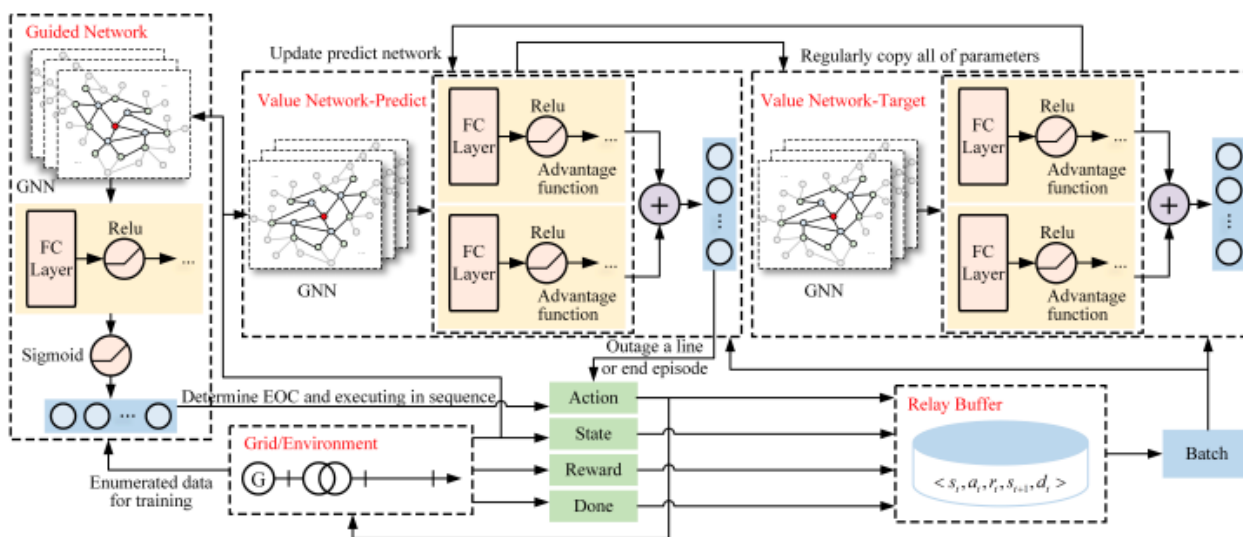 Guided Network
GNN
FC
Layer
Relu
...
Sigmoid
...
Update predict network
Regularly copy all of parameters
Value Network-Predict
GNN
FC
Layer
Relu
...
Advantage
function
FC
Layer
Relu
...
Advantage
function
+
...
Value Network-Target
GNN
FC
Layer
Relu
...
Advantage
function
FC
Layer
Relu
...
Advantage
function
+
...
Outage a line
or end episode
Determine EOC and executing in sequence
Enumerated data
for training
Grid/Environment
G
Action
State
Reward
Done
Relay Buffer
< s_t, a_t, r_t, s_{t+1}, d_t >
Batch